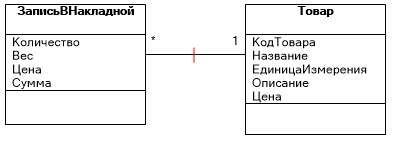 ЗаписьВНакладной
Количество
Вес
Цена
Сумма
* 1
Товар
КодТовара
Название
ЕдиницаИзмерения
Описание
Цена